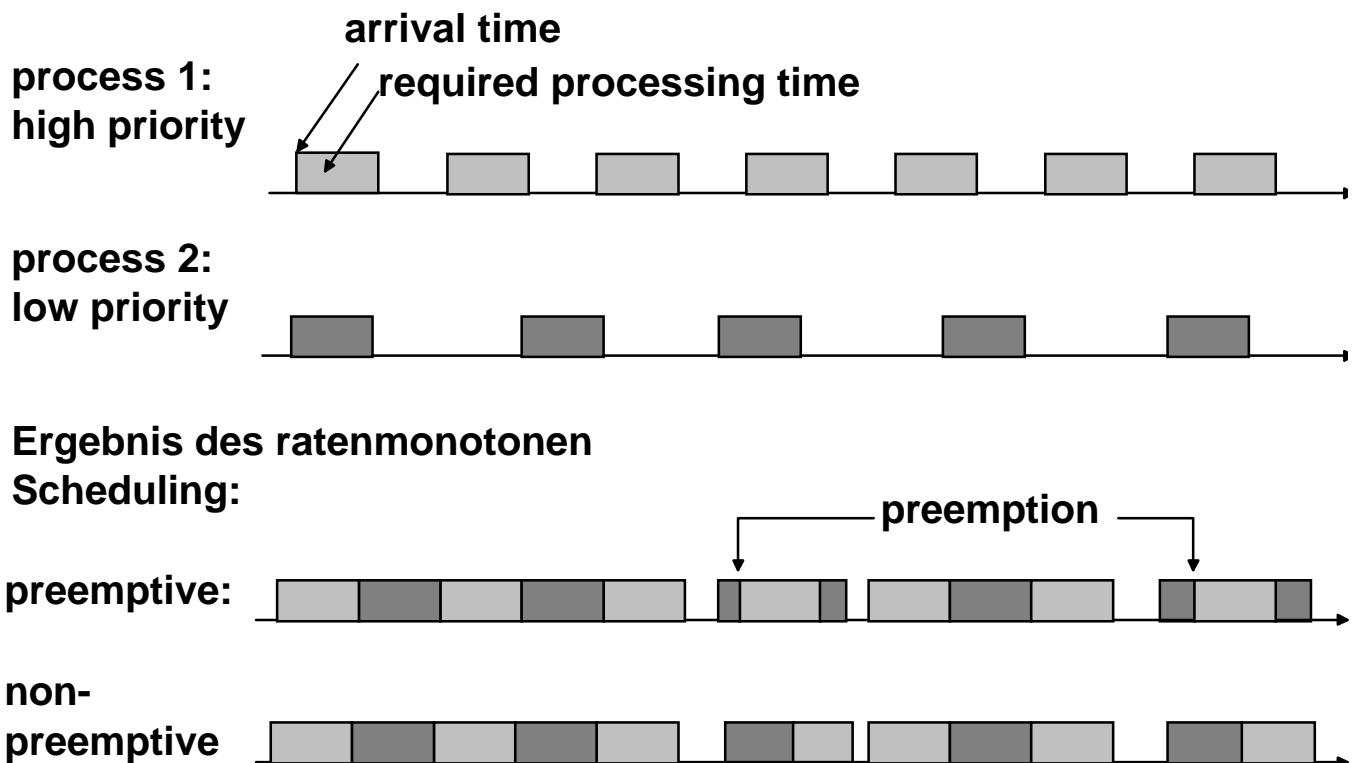 arrival time
process 1:
required processing time
high priority
process 2:
low priority
Ergebnis des ratenmonotonen
Scheduling:
preemption
preemptive:
non-
preemptive